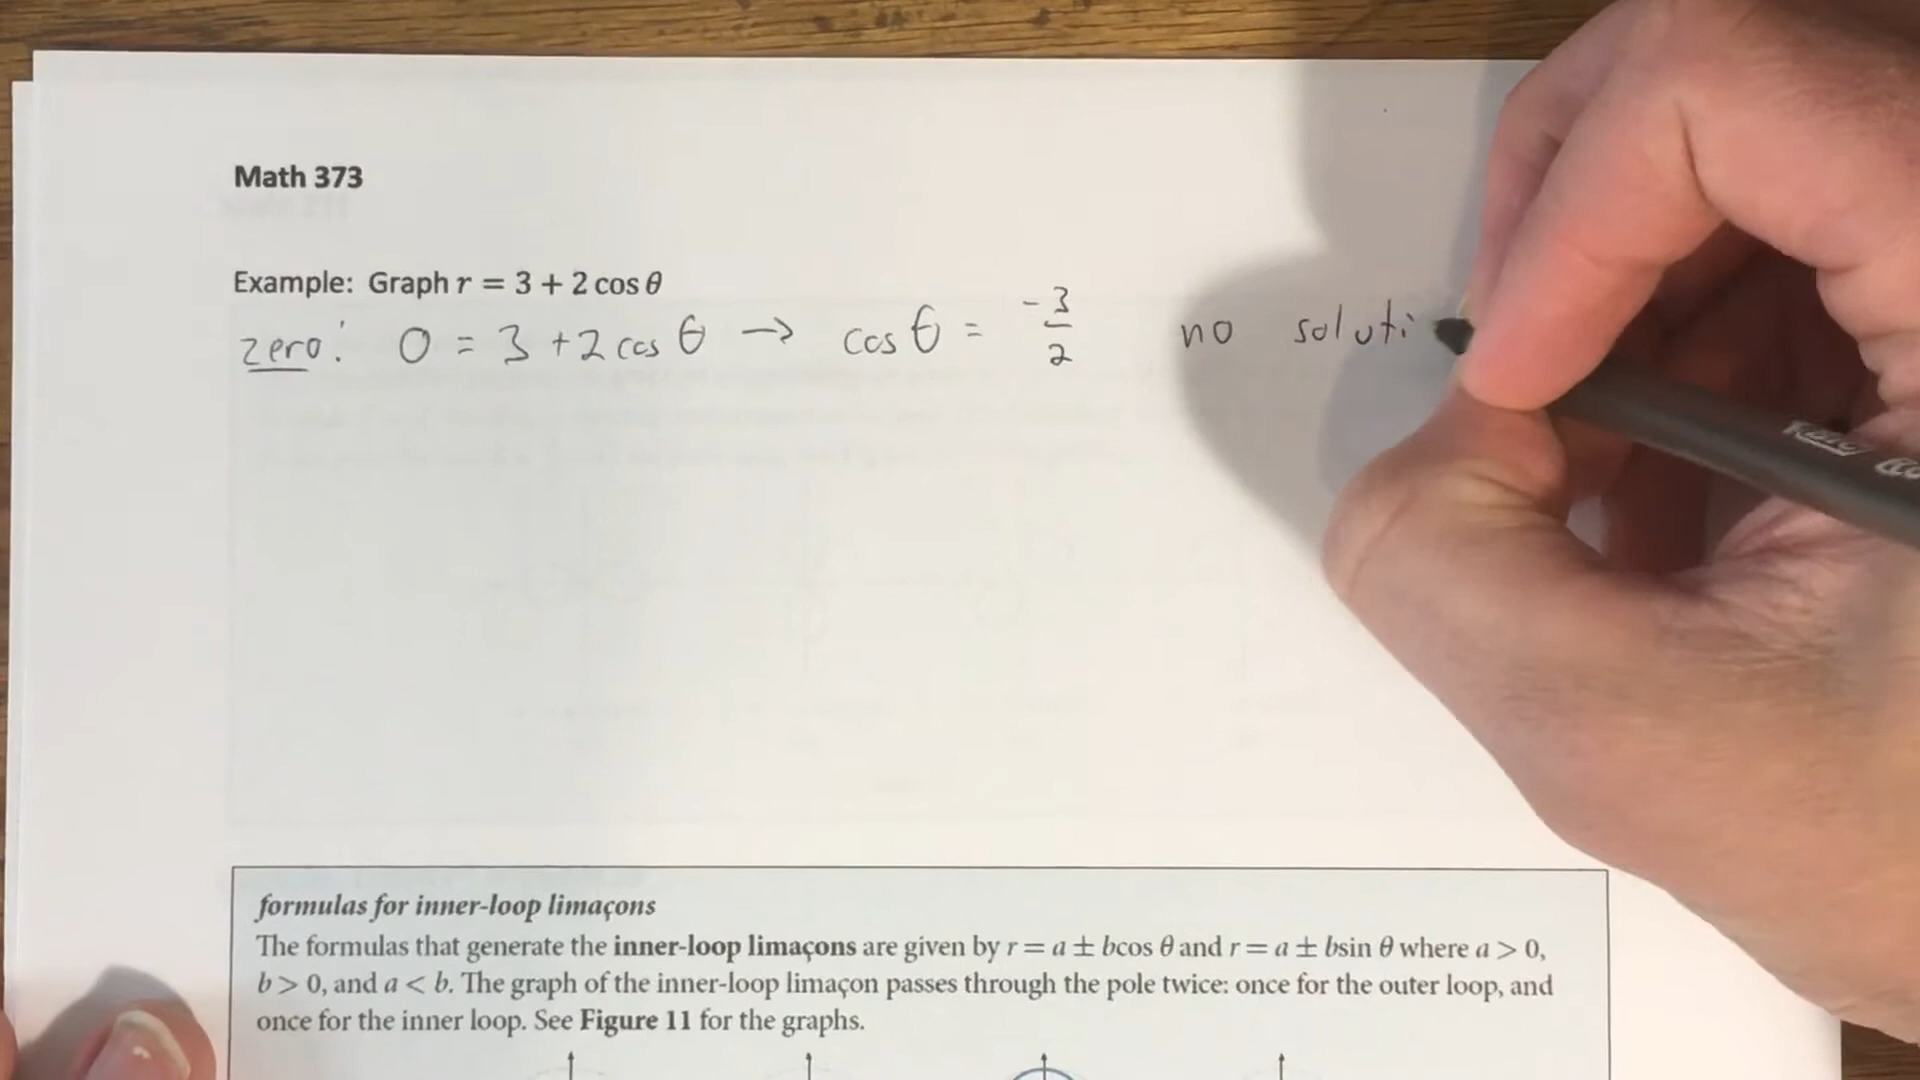 Math 373
Example: Graph r = 3 + 2 cos θ
zero: 0 = 3 + 2 cos θ → cos θ = -3/2 no soluti
formulas for inner-loop limaçons
The formulas that generate the inner-loop limaçons are given by r = a ± bcos θ and r = a ± bsin θ where a > 0,
b > 0, and a < b. The graph of the inner-loop limaçon passes through the pole twice: once for the outer loop, and
once for the inner loop. See Figure 11 for the graphs.